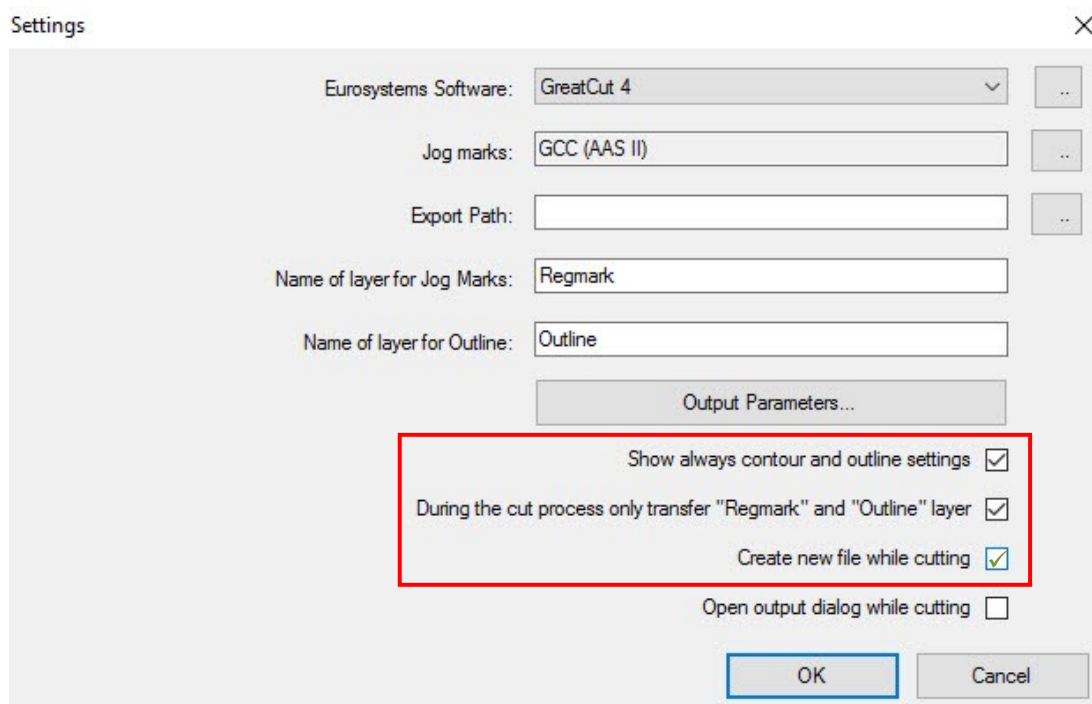 Settings
Eurosystems Software: GreatCut 4 ..
Jog marks: GCC (AAS II) ..
Export Path: ..
Name of layer for Jog Marks: Regmark
Name of layer for Outline: Outline
Output Parameters...
Show always contour and outline settings
During the cut process only transfer "Regmark" and "Outline" layer
Create new file while cutting
Open output dialog while cutting
OK Cancel